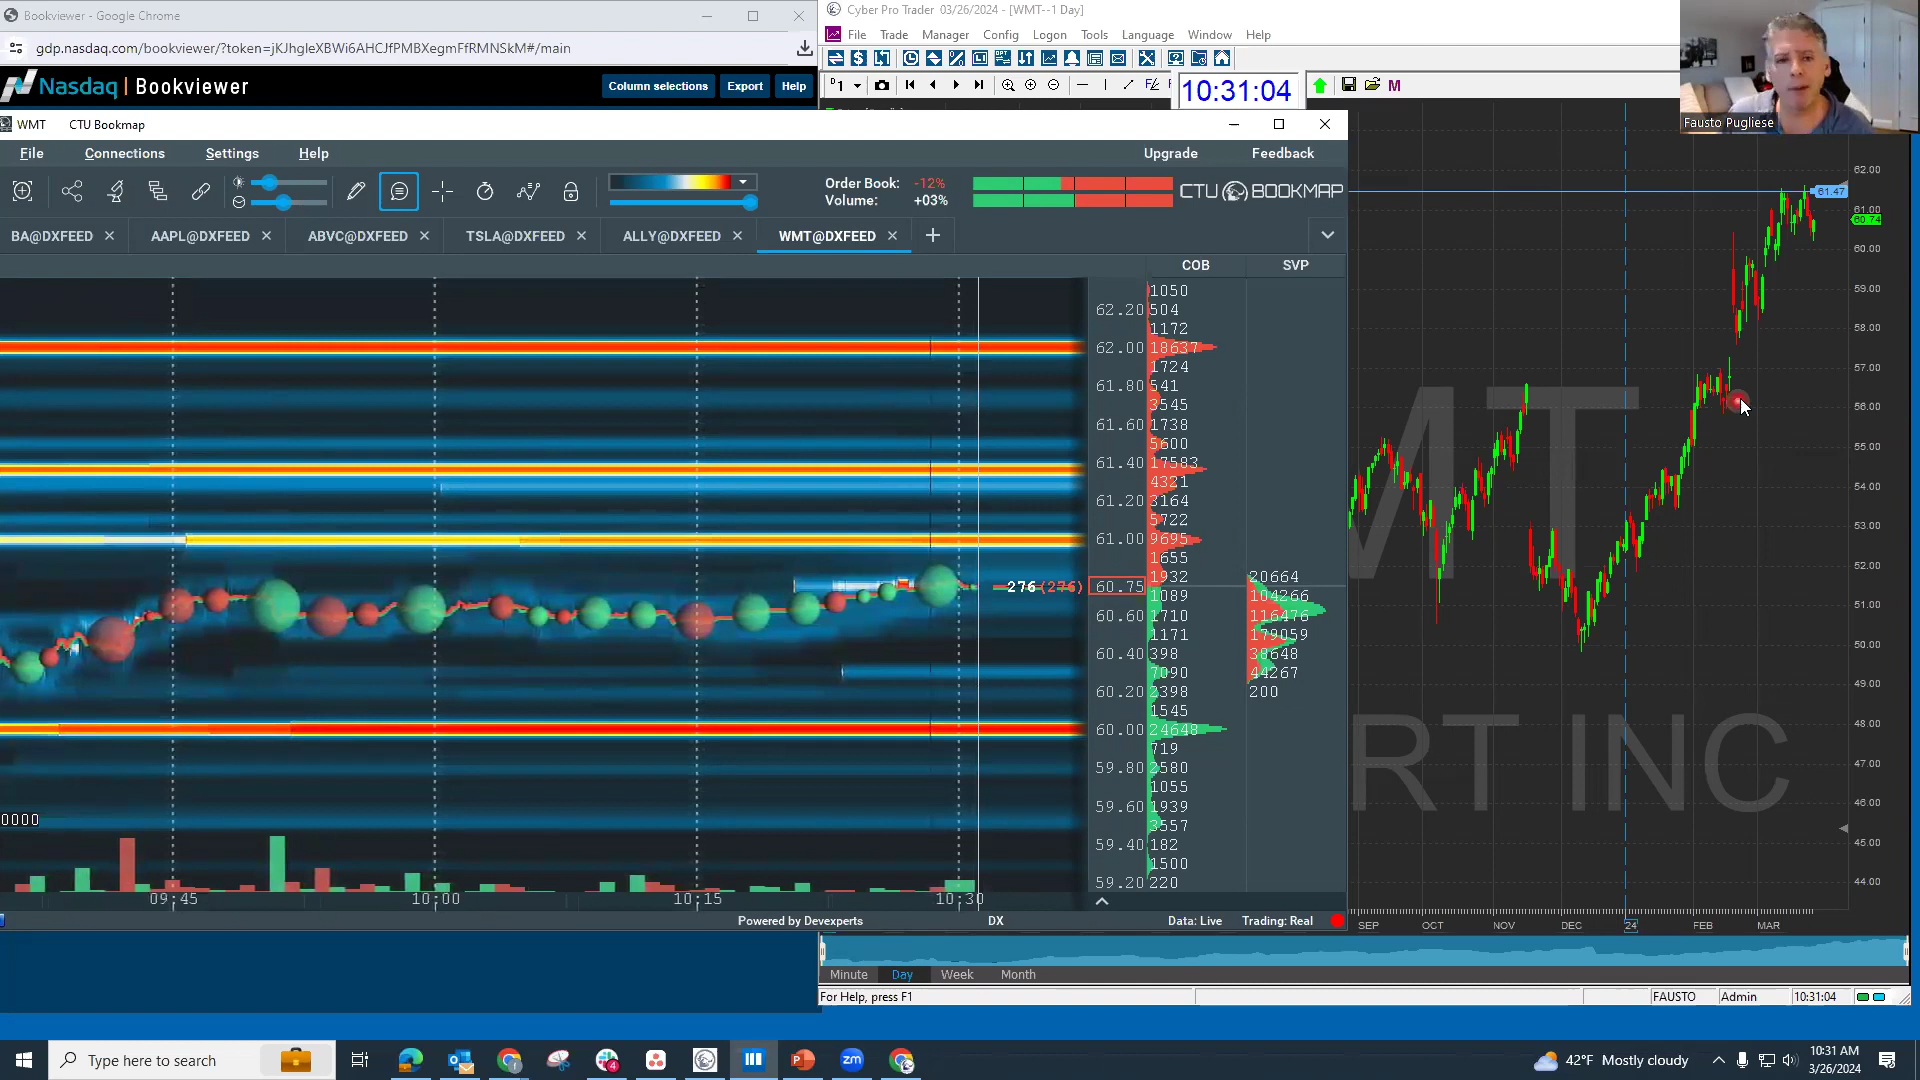 Bookviewer - Google Chrome
gdp.nasdaq.com/bookviewer/?token=jKJhgleXBWi6AHCJfPMBXegmFfRMNSkM#/main
Nasdaq | Bookviewer
Column selections
Export
Help
WMT CTU Bookmap
File Connections Settings Help
Upgrade Feedback
Order Book: -12%
Volume: +03%
CTU BOOKMAP
BA@DXFEED AAPL@DXFEED ABVC@DXFEED TSLA@DXFEED ALLY@DXFEED WMT@DXFEED
COB SVP
1050
62.20 504
1172
62.00 18637
1724
61.80 541
3545
61.60 1738
5600
61.40 17583
4321
61.20 3164
5722
61.00 9695
1655
1932 20664
276 (276) 60.75
1089 104266
60.60 1710 116476
1171 179059
60.40 398 38648
7090 44267
60.20 2398 200
1545
60.00 24648
719
59.80 2580
1055
59.60 1939
3557
59.40 182
1500
59.20 220
0000
09:45 10:00 10:15 10:30
Powered by Devexperts DX Data: Live Trading: Real
Cyber Pro Trader 03/26/2024 - [WMT--1 Day]
File Trade Manager Config Logon Tools Language Window Help
D 1
10:31:04
M
Fausto Pugliese
62.00
61.47
61.00
60.74
60.00
59.00
58.00
57.00
56.00
55.00
54.00
53.00
52.00
51.00
50.00
49.00
48.00
47.00
46.00
45.00
44.00
MT
RT INC
SEP OCT NOV DEC 24 FEB MAR
Minute Day Week Month
For Help, press F1
FAUSTO Admin 10:31:04
Type here to search
42°F Mostly cloudy
10:31 AM
3/26/2024